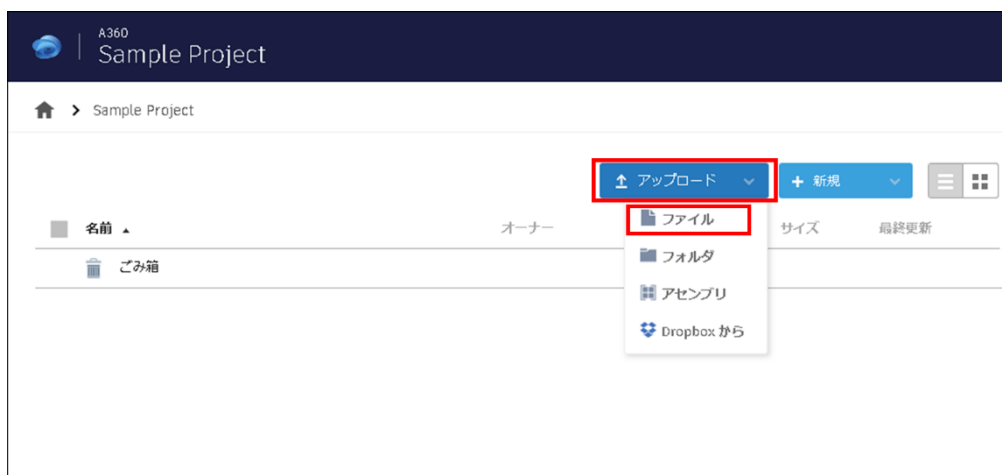 A360
Sample Project
Sample Project
アップロード
新規
名前
オーナー
サイズ
最終更新
ファイル
ごみ箱
フォルダ
アセンブリ
Dropbox から